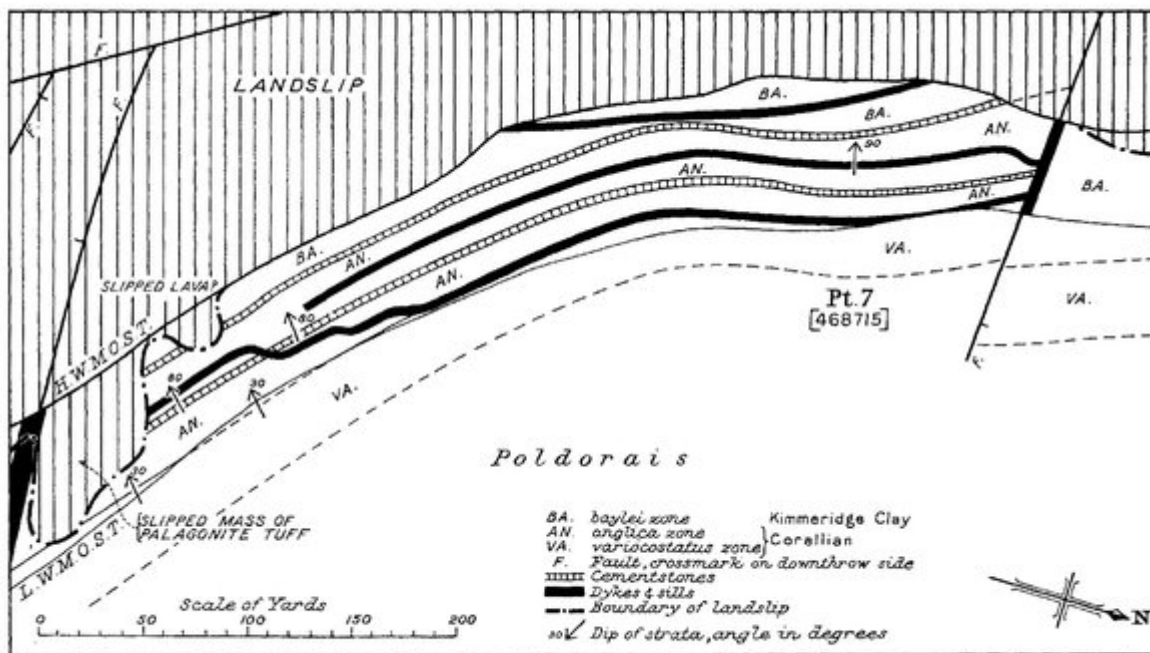 F.
LANDSLIP
F.
F.
BA.
BA.
AN.
90
AN.
AN.
BA.
BA.
AN.
AN.
VA.
SLIPPED LAVA?
80
Pt. 7
[468715]
VA.
H.W.M.O.S.T.
F.
80
30
VA.
AN.
Poldorais
30
SLIPPED MASS OF
PALAGONITE TUFF
L.W.M.O.S.T.
BA. baylei zone Kimmeridge Clay
AN. anglica zone
VA. variocostatus zone Corallian
F. Fault, crossmark on downthrow side
Cementstones
Dykes & sills
Boundary of landslip
30 Dip of strata, angle in degrees
Scale of Yards
0 50 100 150 200
N